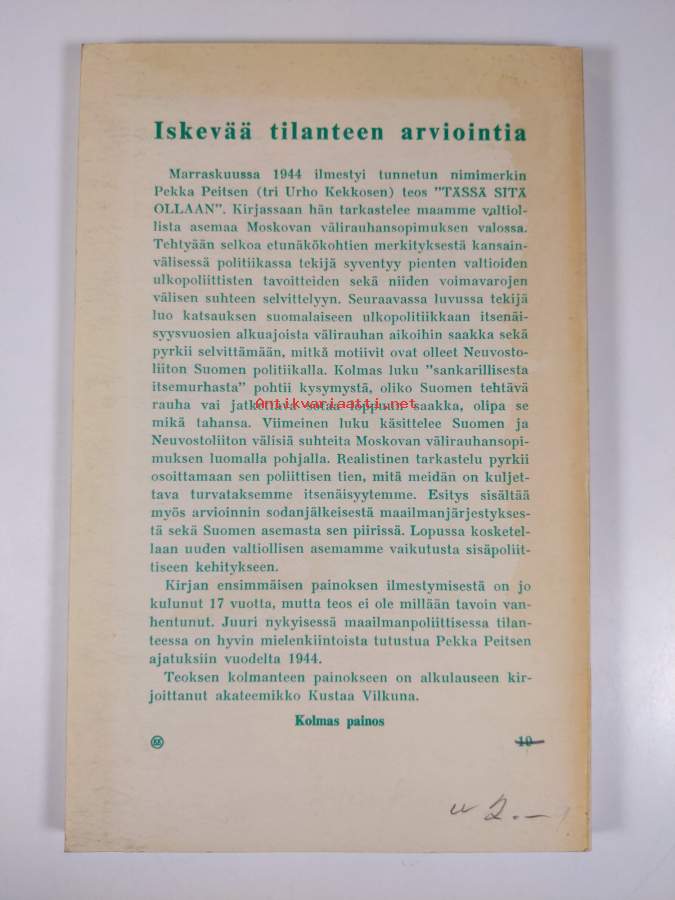 Iskevää tilanteen arviointia
Marraskuussa 1944 ilmestyi tunnetun nimimerkin
Pekka Peitsen (tri Urho Kekkosen) teos "TÄSSÄ SITÄ
OLLAAN". Kirjassaan hän tarkastelee maamme valtiol-
lista asemaa Moskovan välirauhansopimuksen valossa.
Tehtyään selkoa etunäkökohtien merkityksestä kansain-
välisessä politiikassa tekijä syventyy pienten valtioiden
ulkopoliittisten tavoitteiden sekä niiden voimavarojen
välisen suhteen selvittelyyn. Seuraavassa luvussa tekijä
luo katsauksen suomalaiseen ulkopolitiikkaan itsenäi-
syysvuosien alkuajoista välirauhan aikoihin saakka sekä
pyrkii selvittämään, mitkä motiivit ovat olleet Neuvosto-
liiton Suomen politiikalla. Kolmas luku "sankarillisesta
itsemurhasta" pohtii kysymystä, oliko Suomen tehtävä
rauha vai jatkettava sotaa loppuun saakka, olipa se
Antikvariaatti.net
mikä tahansa. Viimeinen luku käsittelee Suomen ja
Neuvostoliiton välisiä suhteita Moskovan välirauhansopi-
muksen luomalla pohjalla. Realistinen tarkastelu pyrkii
osoittamaan sen poliittisen tien, mitä meidän on kuljet-
tava turvataksemme itsenäisyytemme. Esitys sisältää
myös arvioinnin sodanjälkeisestä maailmanjärjestykses-
tä sekä Suomen asemasta sen piirissä. Lopussa kosketel-
laan uuden valtiollisen asemamme vaikutusta sisäpoliit-
tiseen kehitykseen.
Kirjan ensimmäisen painoksen ilmestymisestä on jo
kulunut 17 vuotta, mutta teos ei ole millään tavoin van-
hentunut. Juuri nykyisessä maailmanpoliittisessa tilan-
teessa on hyvin mielenkiintoista tutustua Pekka Peitsen
ajatuksiin vuodelta 1944.
Teoksen kolmanteen painokseen on alkulauseen kir-
joittanut akateemikko Kustaa Vilkuna.
Kolmas painos
10
2.—